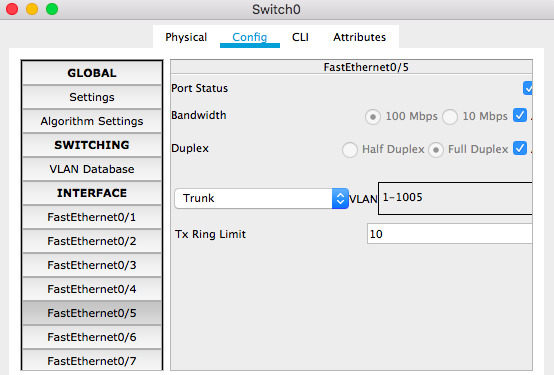 Switch0
Physical Config CLI Attributes
GLOBAL
Settings
Algorithm Settings
SWITCHING
VLAN Database
INTERFACE
FastEthernet0/1
FastEthernet0/2
FastEthernet0/3
FastEthernet0/4
FastEthernet0/5
FastEthernet0/6
FastEthernet0/7
FastEthernet0/5
Port Status
Bandwidth 100 Mbps 10 Mbps
Duplex Half Duplex Full Duplex
Trunk VLAN 1-1005
Tx Ring Limit 10